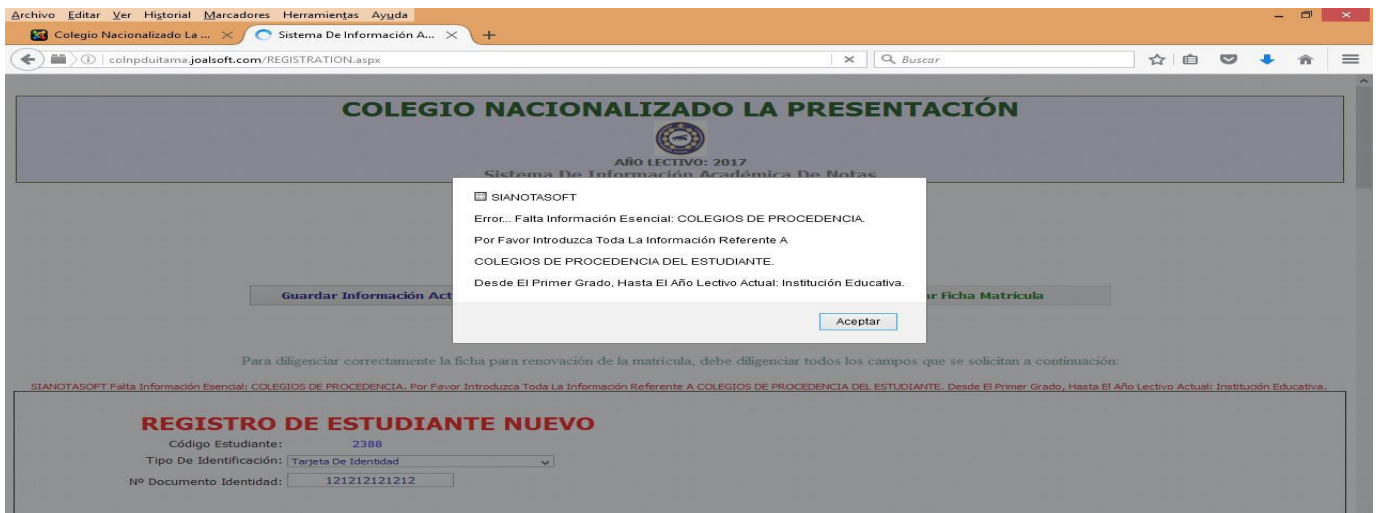 Archivo Editar Ver Historial Marcadores Herramientas Ayuda
Colegio Nacionalizado La ...
Sistema De Información A...
colnpduitama.joalsoft.com/REGISTRATION.aspx
Buscar
COLEGIO NACIONALIZADO LA PRESENTACIÓN
AÑO LECTIVO: 2017
Sistema De Información Académica De Notas
SIANOTASOFT
Error... Falta Información Esencial: COLEGIOS DE PROCEDENCIA.
Por Favor Introduzca Toda La Información Referente A
COLEGIOS DE PROCEDENCIA DEL ESTUDIANTE.
Desde El Primer Grado, Hasta El Año Lectivo Actual: Institución Educativa.
Aceptar
Guardar Información Act
r Ficha Matrícula
Para diligenciar correctamente la ficha para renovación de la matricula, debe diligenciar todos los campos que se solicitan a continuación:
SIANOTASOFT Falta Información Esencial: COLEGIOS DE PROCEDENCIA. Por Favor Introduzca Toda La Información Referente A COLEGIOS DE PROCEDENCIA DEL ESTUDIANTE. Desde El Primer Grado, Hasta El Año Lectivo Actual: Institución Educativa.
REGISTRO DE ESTUDIANTE NUEVO
Código Estudiante: 2388
Tipo De Identificación: Tarjeta De Identidad
Nº Documento Identidad: 121212121212